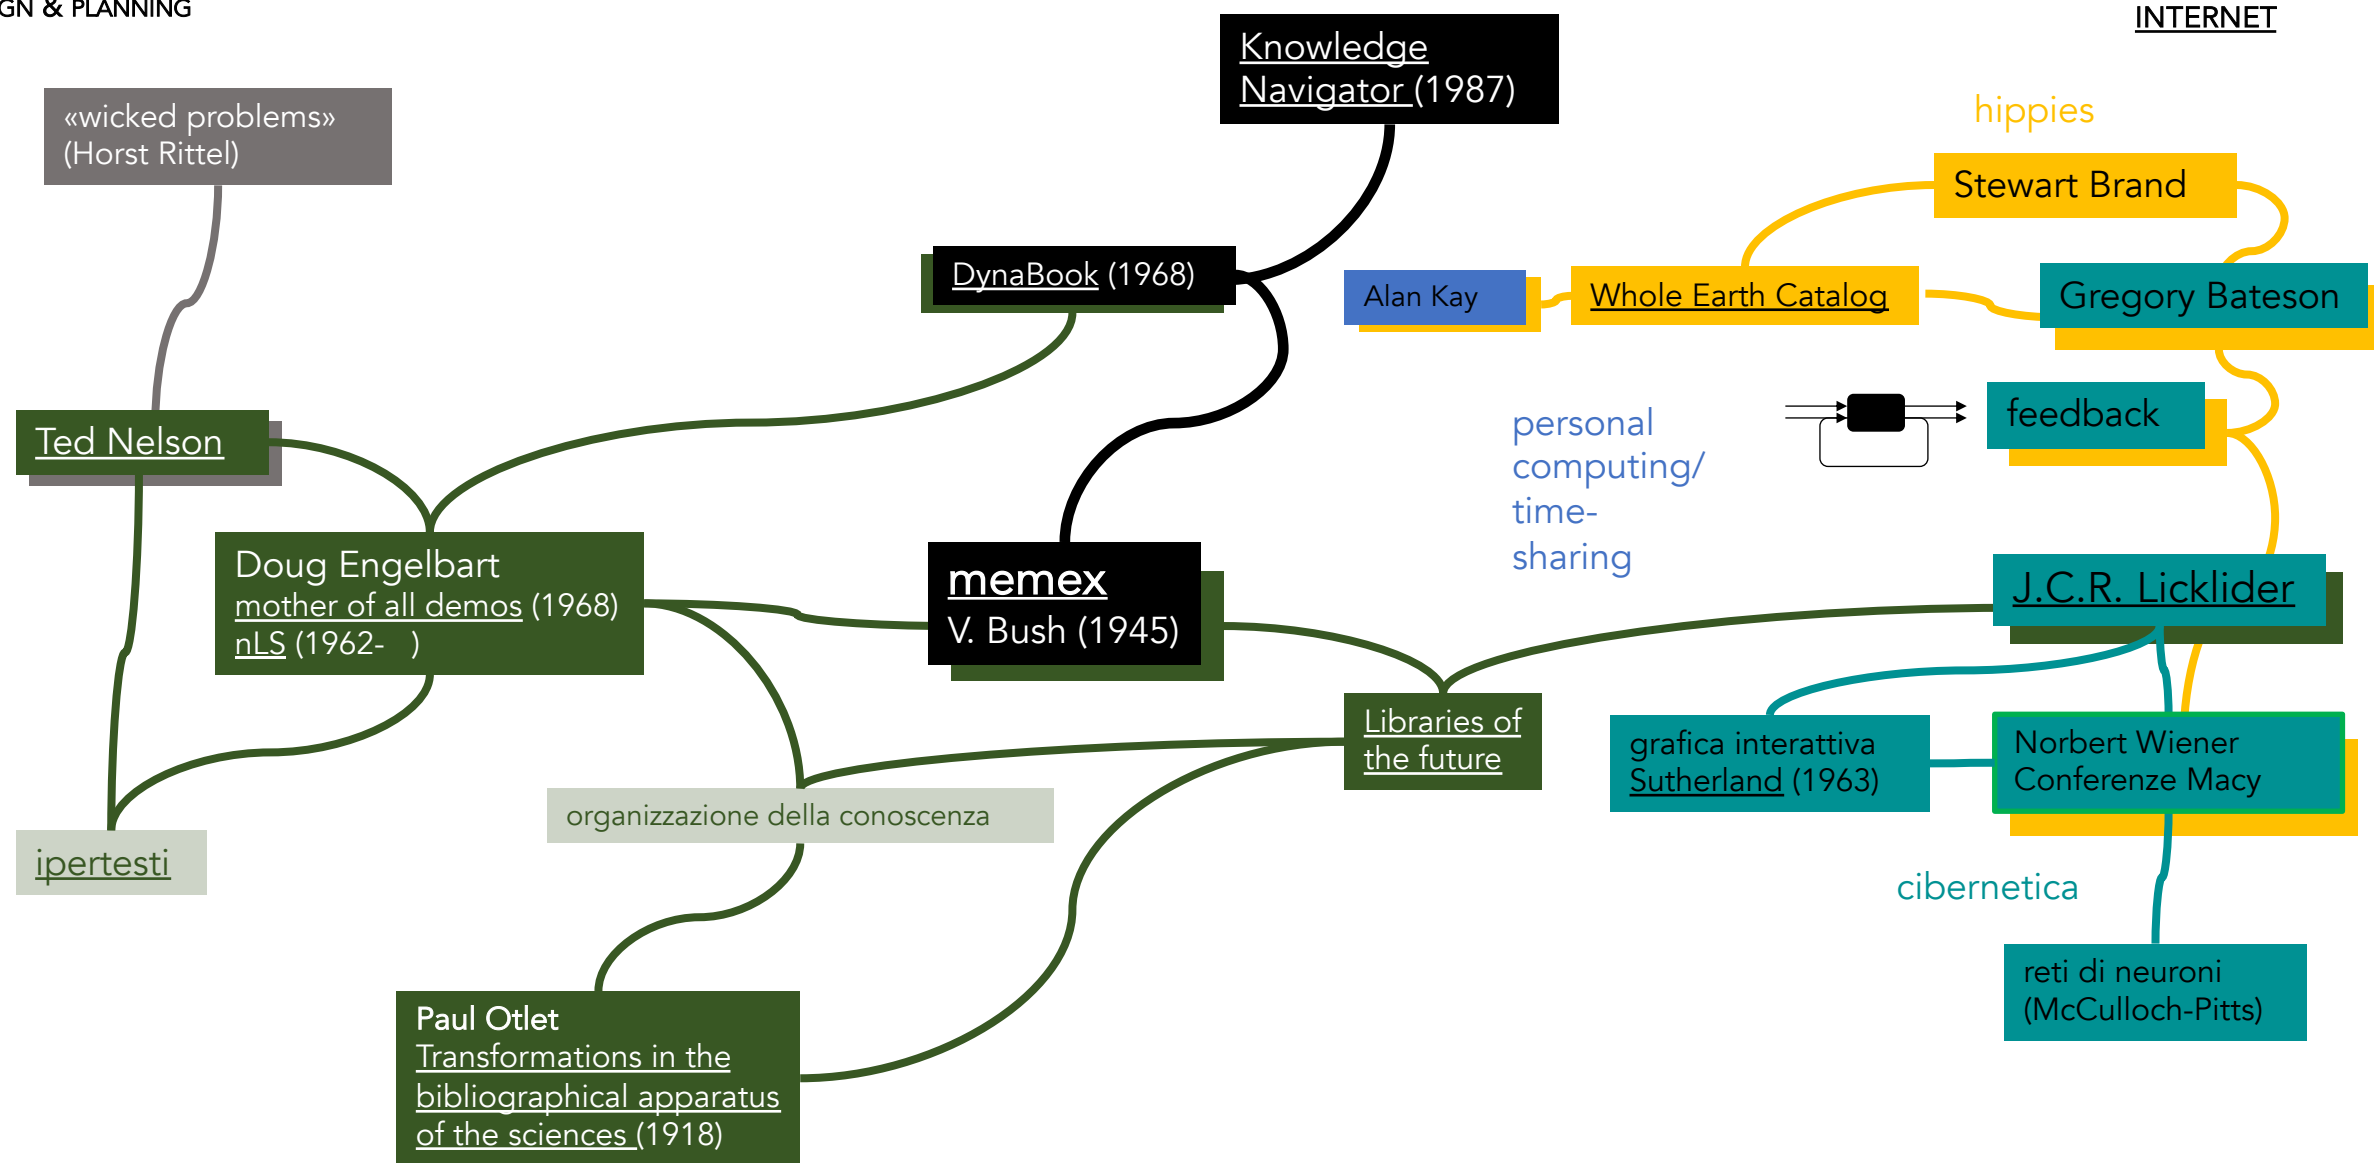 GN & PLANNING
INTERNET
Knowledge
Navigator (1987)
«wicked problems»
(Horst Rittel)
hippies
Stewart Brand
DynaBook (1968)
Alan Kay
Whole Earth Catalog
Gregory Bateson
personal
computing/
time-
sharing
feedback
Ted Nelson
Doug Engelbart
mother of all demos (1968)
nLS (1962- )
memex
V. Bush (1945)
J.C.R. Licklider
Libraries of
the future
grafica interattiva
Sutherland (1963)
Norbert Wiener
Conferenze Macy
organizzazione della conoscenza
ipertesti
cibernetica
reti di neuroni
(McCulloch-Pitts)
Paul Otlet
Transformations in the
bibliographical apparatus
of the sciences (1918)